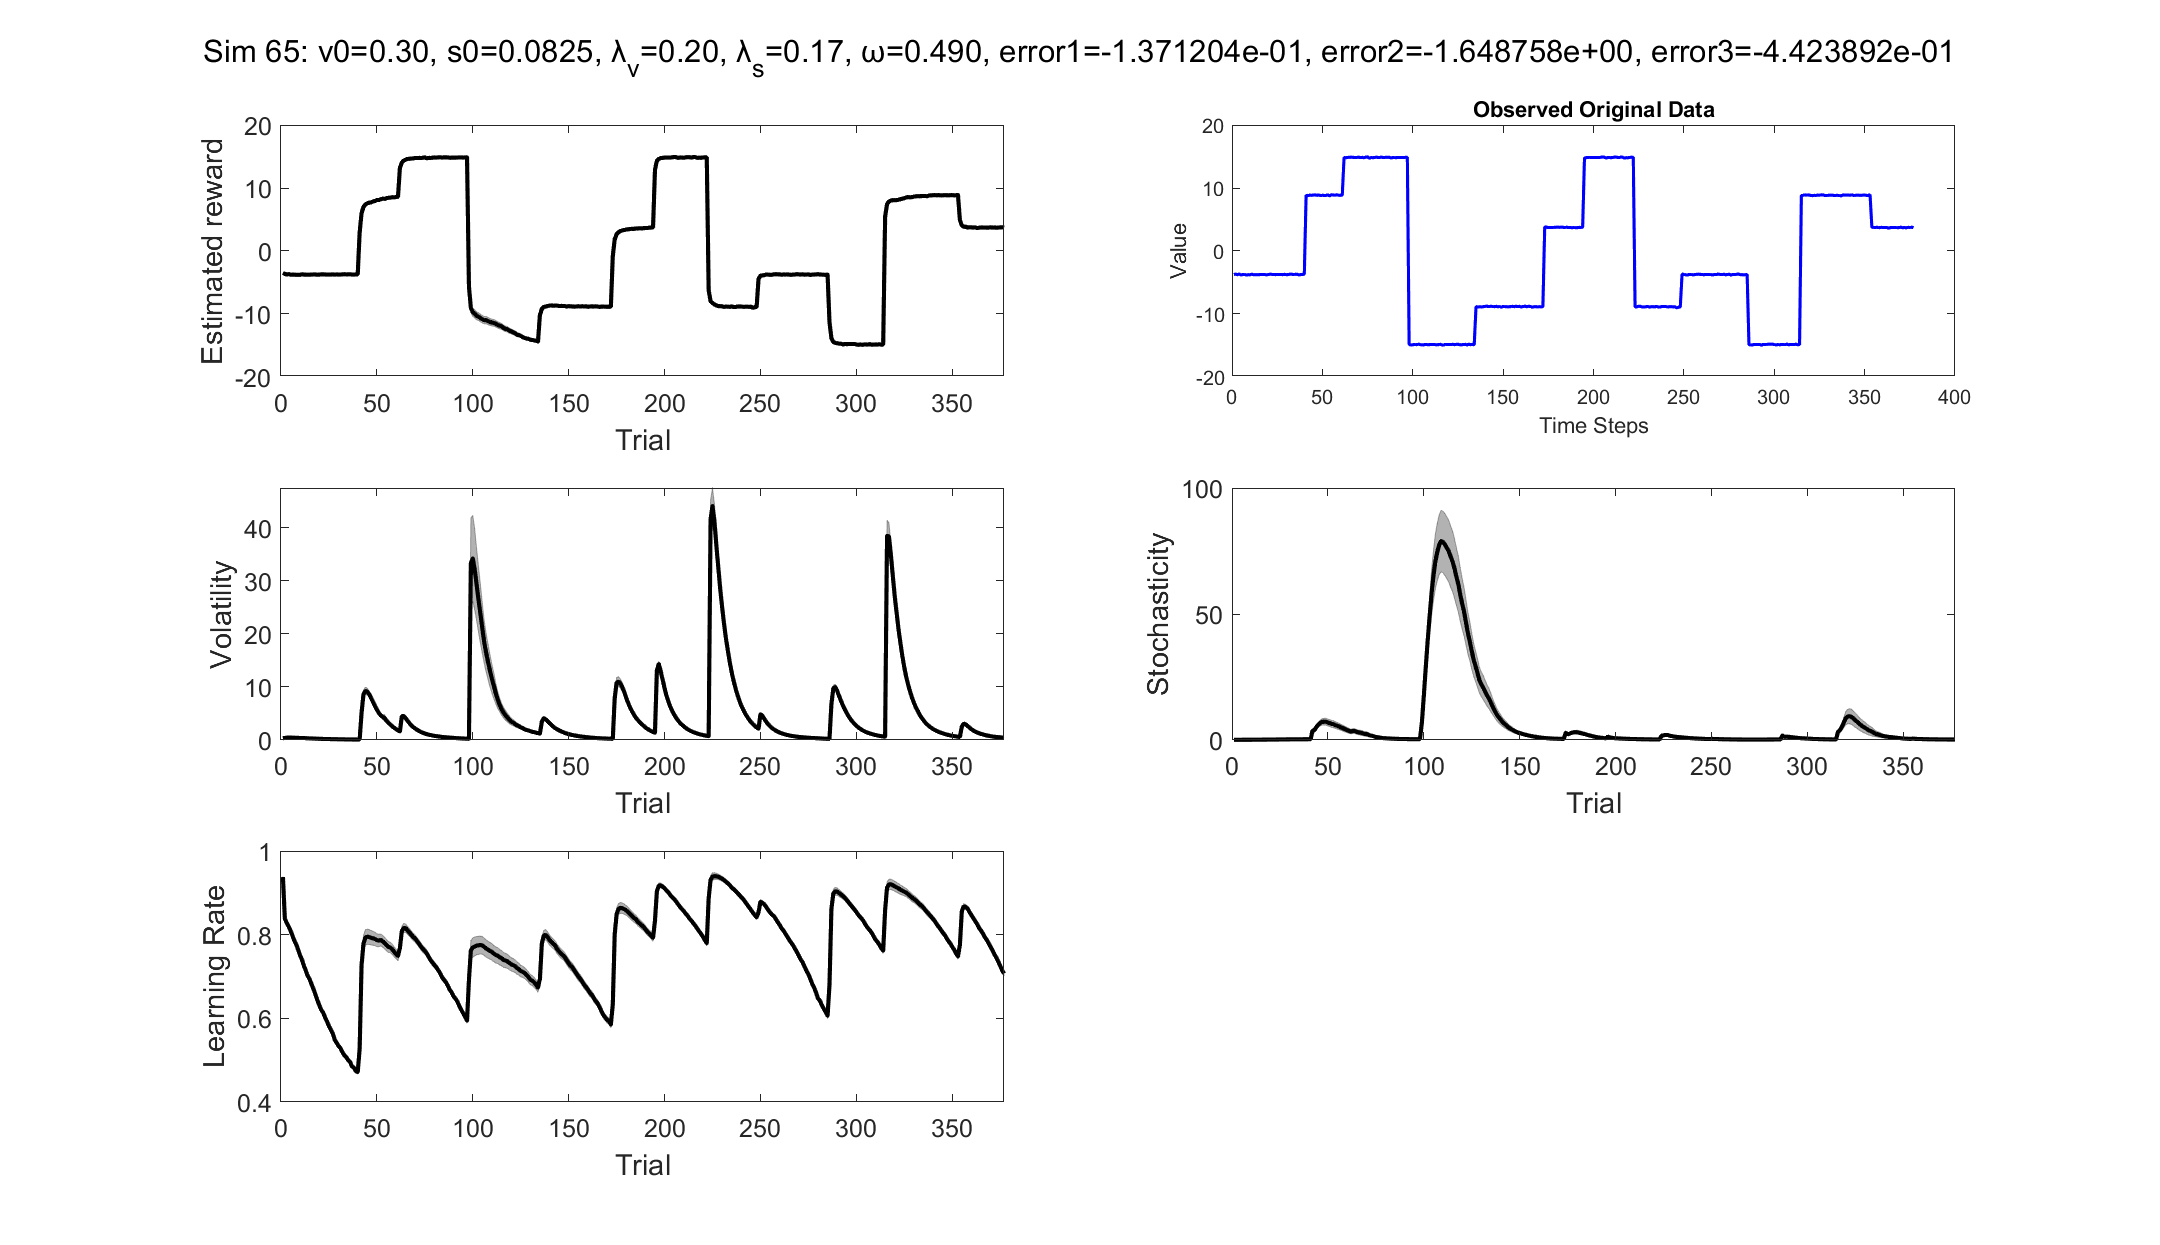 Sim 65: v0=0.30, s0=0.0825, λv=0.20, λs=0.17, ω=0.490, error1=-1.371204e-01, error2=-1.648758e+00, error3=-4.423892e-01
Estimated reward
20
10
0
-10
-20
0 50 100 150 200 250 300 350
Trial
Observed Original Data
Value
20
10
0
-10
-20
0 50 100 150 200 250 300 350 400
Time Steps
Volatility
40
30
20
10
0
0 50 100 150 200 250 300 350
Trial
Stochasticity
100
50
0
0 50 100 150 200 250 300 350
Trial
Learning Rate
1
0.8
0.6
0.4
0 50 100 150 200 250 300 350
Trial